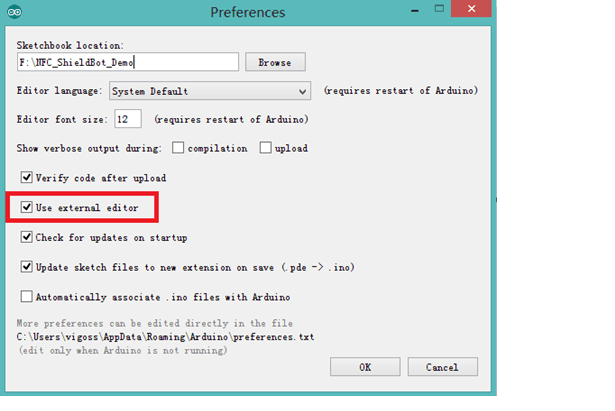 Preferences
Sketchbook location:
F:\NFC_ShieldBot_Demo
Browse
Editor language: System Default (requires restart of Arduino)
Editor font size: 12 (requires restart of Arduino)
Show verbose output during: compilation upload
Verify code after upload
Use external editor
Check for updates on startup
Update sketch files to new extension on save (.pde -> .ino)
Automatically associate .ino files with Arduino
More preferences can be edited directly in the file
C:\Users\vigoss\AppData\Roaming\Arduino\preferences.txt
(edit only when Arduino is not running)
OK Cancel